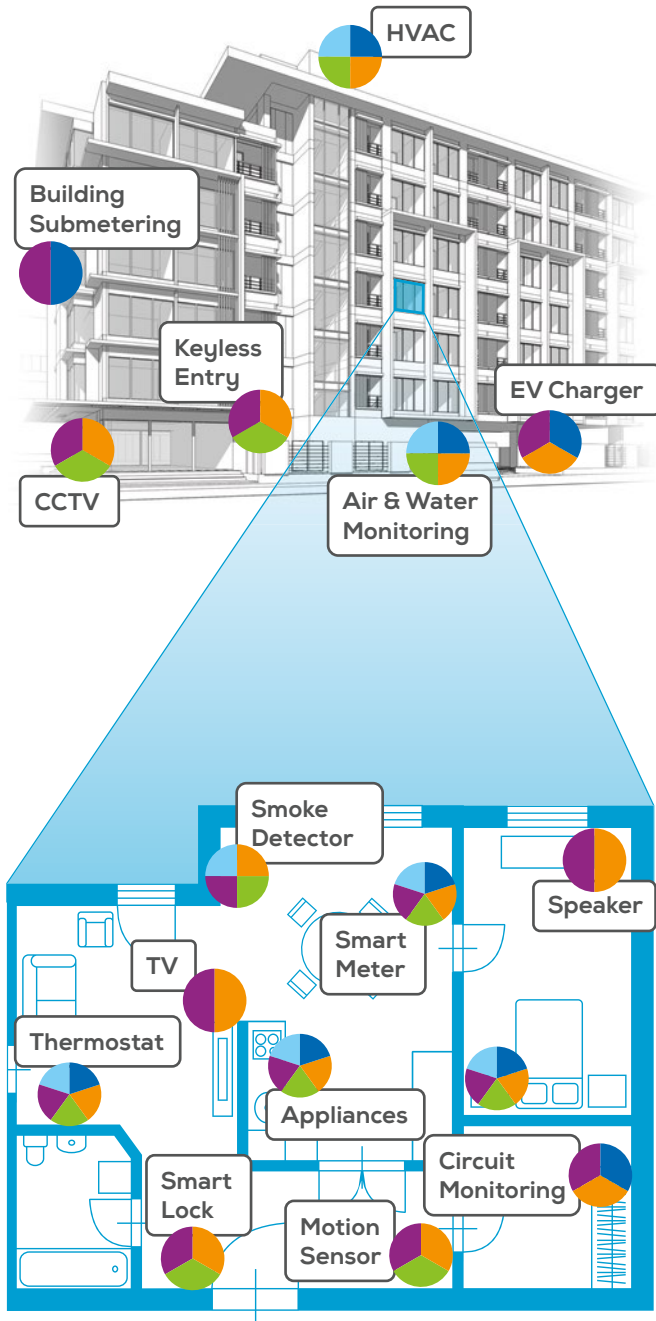 HVAC
Building
Submetering
Keyless
Entry
EV Charger
CCTV
Air & Water
Monitoring
Smoke
Detector
Speaker
Smart
Meter
TV
Thermostat
Appliances
Circuit
Monitoring
Smart
Lock
Motion
Sensor